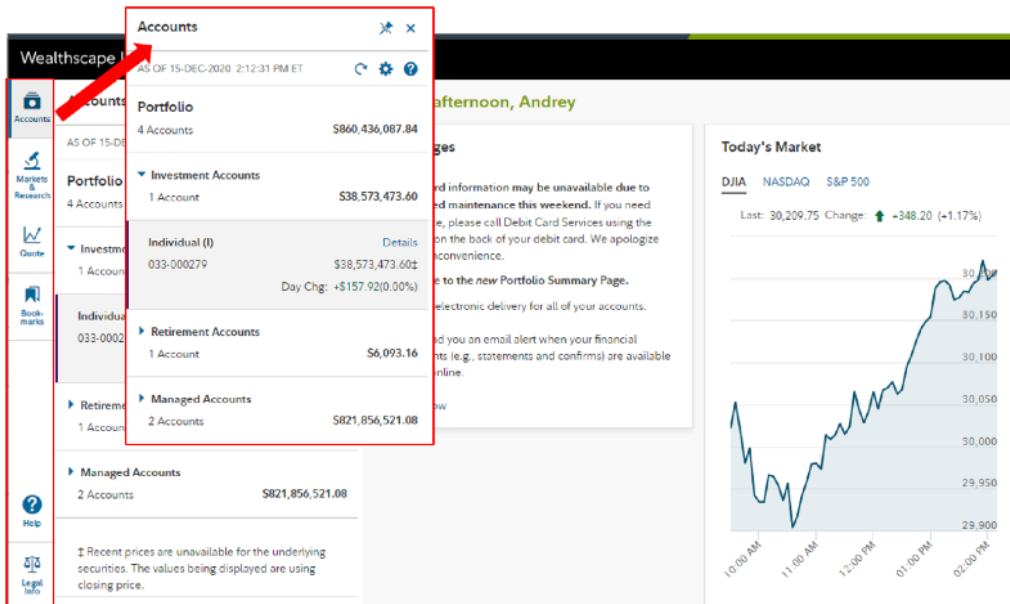 Accounts
AS OF 15-DEC-2020 2:12:31 PM ET
Portfolio
4 Accounts $860,436,087.84
Investment Accounts
1 Account $38,573,473.60
Individual (I) Details
033-000279 $38,573,473.60‡
Day Chg: +$157.92(0.00%)
Retirement Accounts
1 Account $6,093.16
Managed Accounts
2 Accounts $821,856,521.08
Wealthscape I
Accounts
Markets
&
Research
Quote
Book-
marks
Help
Legal
Info
AS OF 15-DE
Portfolio
4 Accounts
Investme
1 Accoun
Individua
033-0002
Retireme
1 Accoun
Managed Accounts
2 Accounts $821,856,521.08
‡ Recent prices are unavailable for the underlying
securities. The values being displayed are using
closing price.
afternoon, Andrey
ges
rd information may be unavailable due to
ed maintenance this weekend. If you need
e, please call Debit Card Services using the
on the back of your debit card. We apologize
nconvenience.
e to the new Portfolio Summary Page.
electronic delivery for all of your accounts.
nd you an email alert when your financial
nts (e.g., statements and confirms) are available
nline.
ow
Today's Market
DJIA NASDAQ S&P 500
Last: 30,209.75 Change: +348.20 (+1.17%)
30,200
30,150
30,100
30,050
30,000
29,950
29,900
10:00 AM 11:00 AM 12:00 PM 01:00 PM 02:00 PM